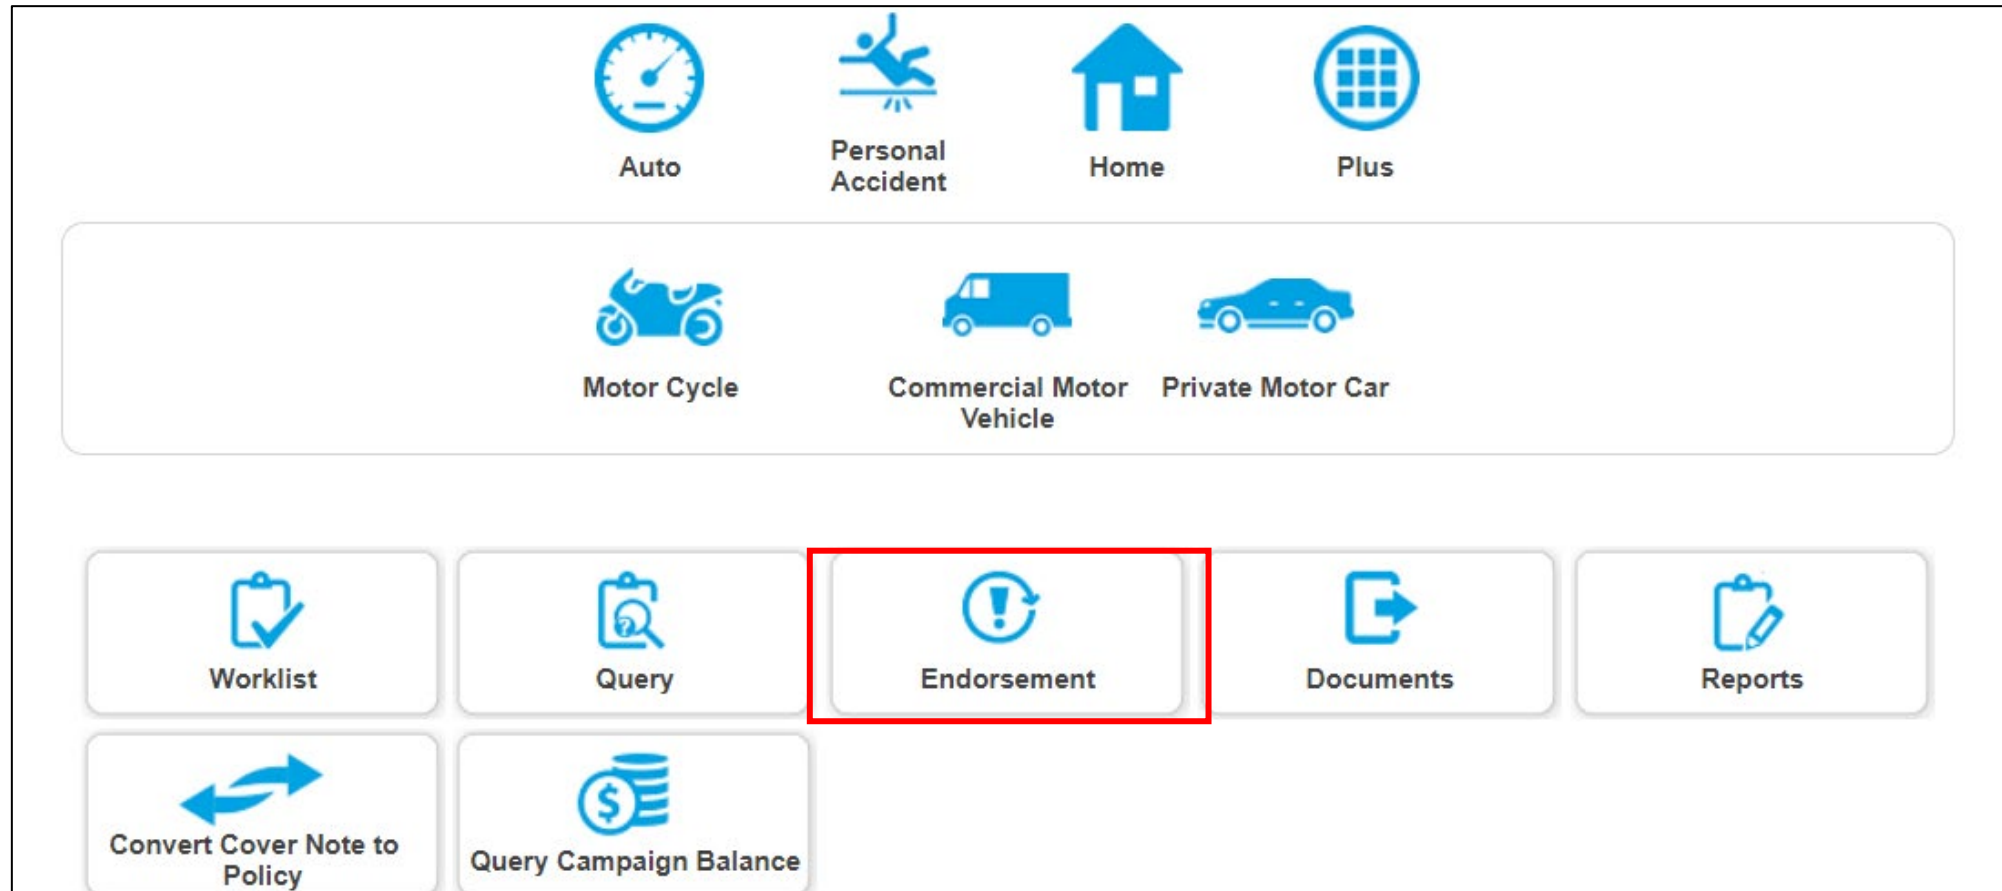 Auto
Personal
Accident
Home
Plus
Motor Cycle
Commercial Motor
Vehicle
Private Motor Car
Worklist
?
Query
!
Endorsement
Documents
Reports
Convert Cover Note to
Policy
$
Query Campaign Balance